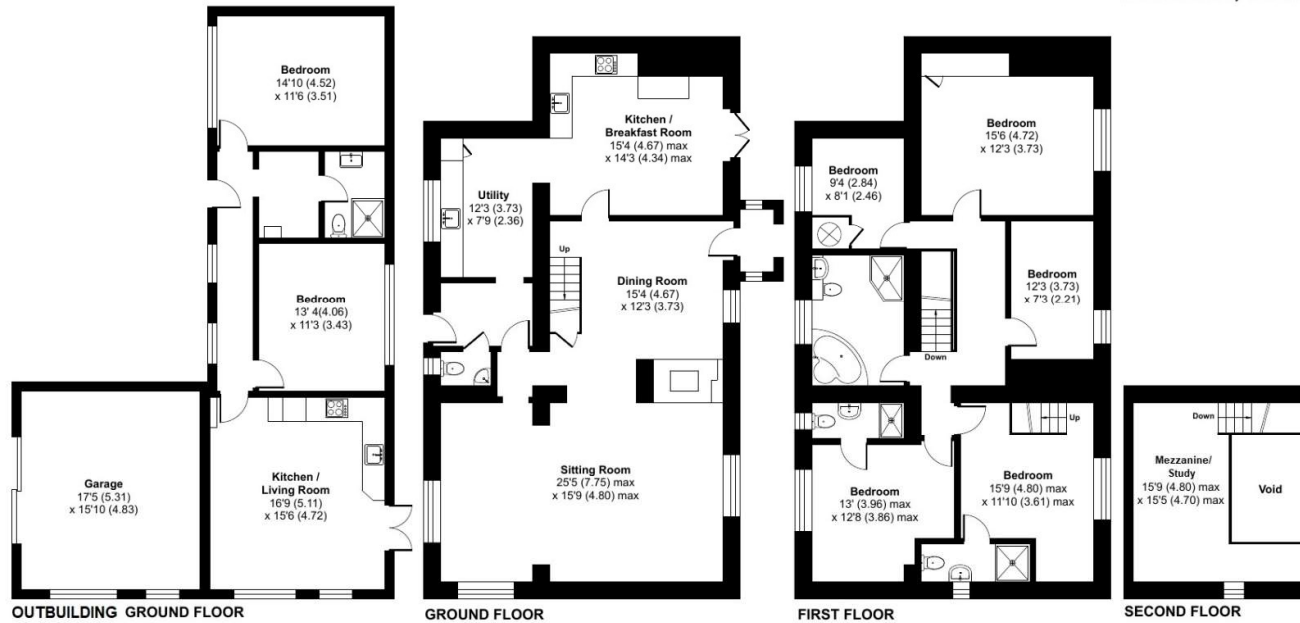 Bedroom
14'10 (4.52)
x 11'6 (3.51)
Bedroom
13' 4(4.06)
x 11'3 (3.43)
Garage
17'5 (5.31)
x 15'10 (4.83)
Kitchen /
Living Room
16'9 (5.11)
x 15'6 (4.72)
OUTBUILDING GROUND FLOOR
Kitchen /
Breakfast Room
15'4 (4.67) max
x 14'3 (4.34) max
Utility
12'3 (3.73)
x 7'9 (2.36)
Up
Dining Room
15'4 (4.67)
x 12'3 (3.73)
Sitting Room
25'5 (7.75) max
x 15'9 (4.80) max
GROUND FLOOR
Bedroom
15'6 (4.72)
x 12'3 (3.73)
Bedroom
9'4 (2.84)
x 8'1 (2.46)
Bedroom
12'3 (3.73)
x 7'3 (2.21)
Down
Up
Bedroom
13' (3.96) max
x 12'8 (3.86) max
Bedroom
15'9 (4.80) max
x 11'10 (3.61) max
FIRST FLOOR
Down
Mezzanine/
Study
15'9 (4.80) max
x 15'5 (4.70) max
Void
SECOND FLOOR